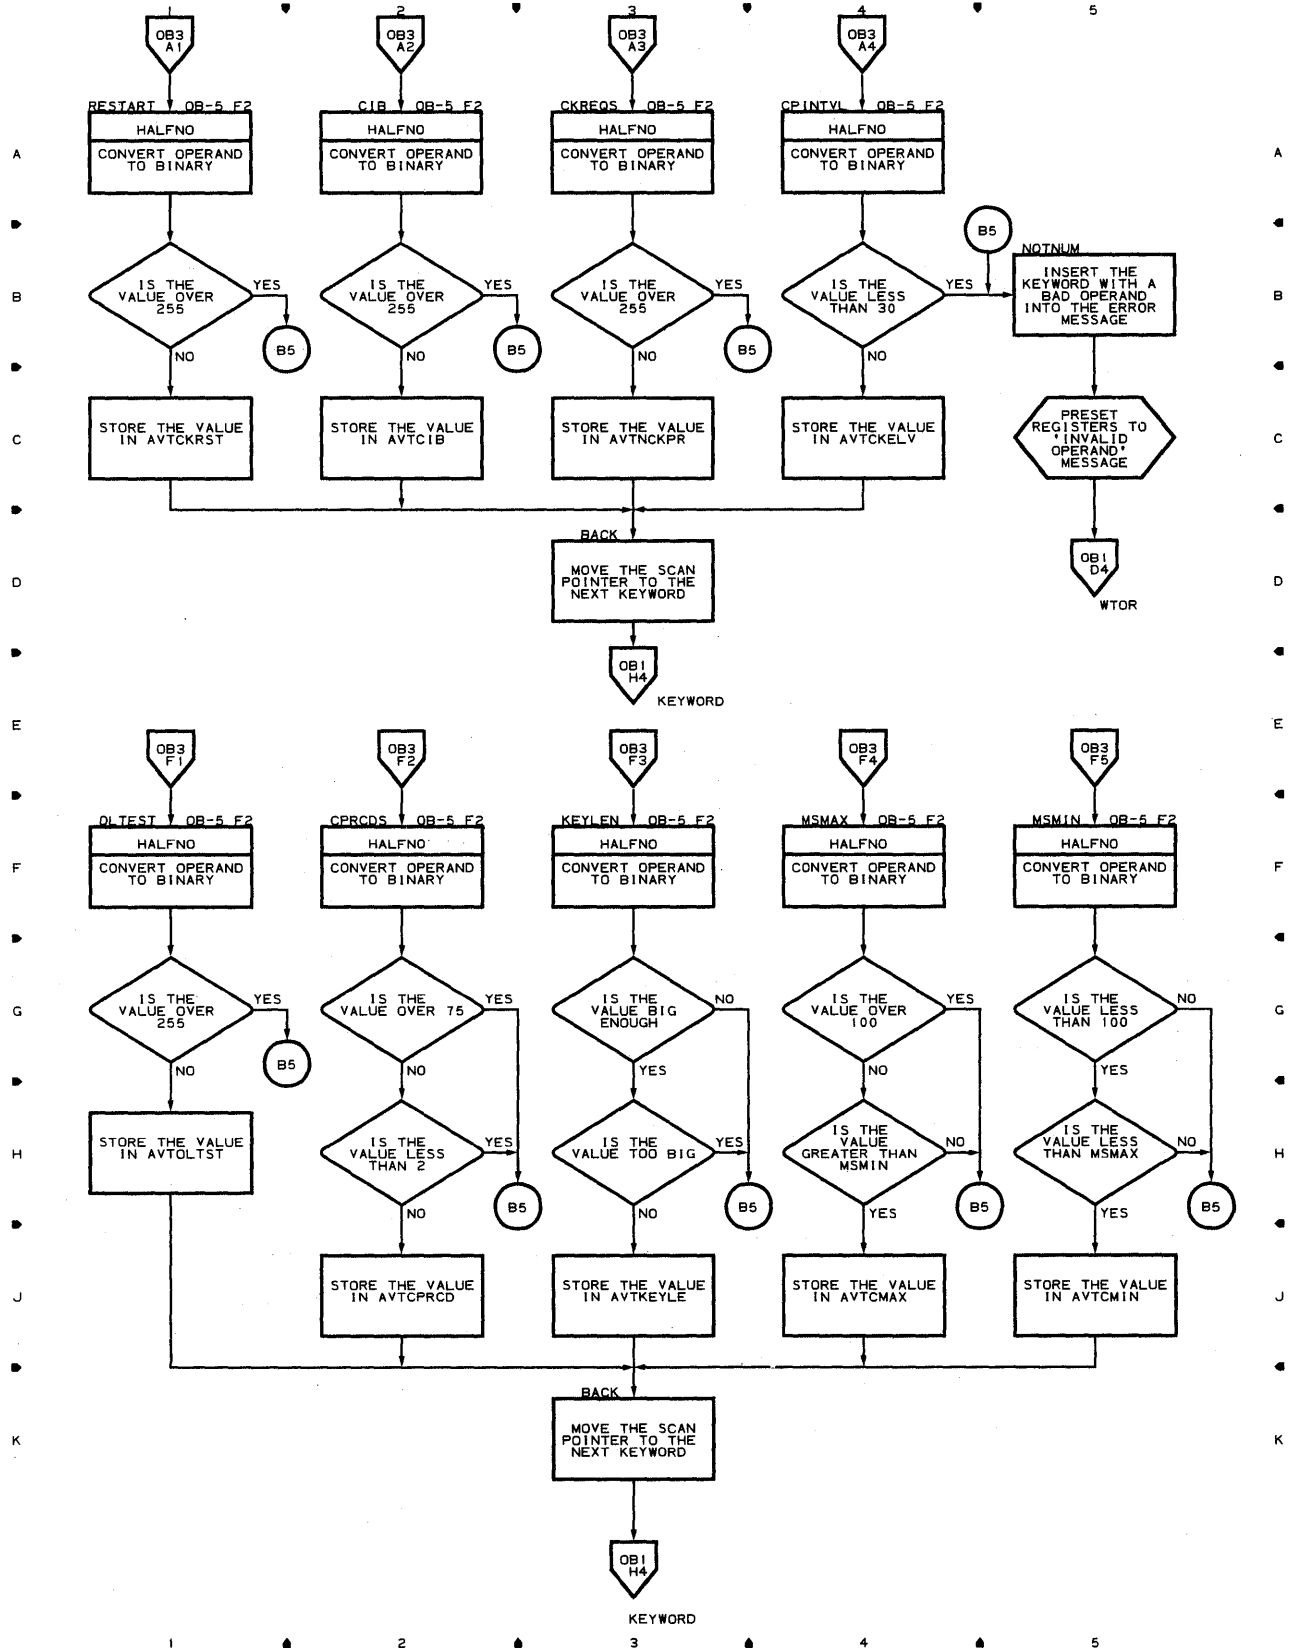 1 2 3 4 5
OB3
A1
OB3
A2
OB3
A3
OB3
A4
RESTART OB-5 F2
HALFNO
CONVERT OPERAND
TO BINARY
CIB OB-5 F2
HALFNO
CONVERT OPERAND
TO BINARY
CKREQS OB-5 F2
HALFNO
CONVERT OPERAND
TO BINARY
CPINTVL OB-5 F2
HALFNO
CONVERT OPERAND
TO BINARY
A A
IS THE
VALUE OVER
255
YES
NO
B5
IS THE
VALUE OVER
255
YES
NO
B5
IS THE
VALUE OVER
255
YES
NO
B5
IS THE
VALUE LESS
THAN 30
YES
NO
B5
NOTNUM
INSERT THE
KEYWORD WITH A
BAD OPERAND
INTO THE ERROR
MESSAGE
B B
STORE THE VALUE
IN AVTCKRST
STORE THE VALUE
IN AVTCIB
STORE THE VALUE
IN AVTNCKPR
STORE THE VALUE
IN AVTCKELV
PRESET
REGISTERS TO
'INVALID
OPERAND'
MESSAGE
C C
BACK
MOVE THE SCAN
POINTER TO THE
NEXT KEYWORD
OB1
D4
WTOR
D D
OB1
H4
KEYWORD
E E
OB3
F1
OB3
F2
OB3
F3
OB3
F4
OB3
F5
OLTEST OB-5 F2
HALFNO
CONVERT OPERAND
TO BINARY
CPRCDS OB-5 F2
HALFNO
CONVERT OPERAND
TO BINARY
KEYLEN OB-5 F2
HALFNO
CONVERT OPERAND
TO BINARY
MSMAX OB-5 F2
HALFNO
CONVERT OPERAND
TO BINARY
MSMIN OB-5 F2
HALFNO
CONVERT OPERAND
TO BINARY
F F
IS THE
VALUE OVER
255
YES
NO
B5
IS THE
VALUE OVER 75
YES
NO
IS THE
VALUE BIG
ENOUGH
NO
YES
IS THE
VALUE OVER
100
YES
NO
IS THE
VALUE LESS
THAN 100
NO
YES
G G
STORE THE VALUE
IN AVTOLTST
IS THE
VALUE LESS
THAN 2
YES
NO
B5
IS THE
VALUE TOO BIG
YES
NO
B5
IS THE
VALUE
GREATER THAN
MSMIN
NO
YES
B5
IS THE
VALUE LESS
THAN MSMAX
NO
YES
B5
H H
STORE THE VALUE
IN AVTCPRCD
STORE THE VALUE
IN AVTKEYLE
STORE THE VALUE
IN AVTCMAX
STORE THE VALUE
IN AVTCMIN
J J
BACK
MOVE THE SCAN
POINTER TO THE
NEXT KEYWORD
K K
OB1
H4
KEYWORD
1 2 3 4 5